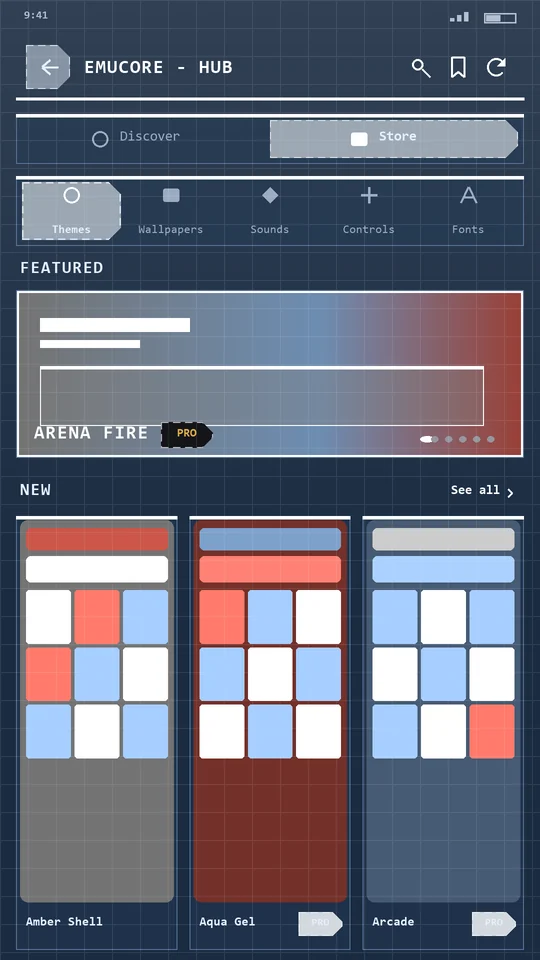 9:41
EMUCORE - HUB
Discover
Store
Themes
Wallpapers
Sounds
Controls
Fonts
FEATURED
ARENA FIRE
PRO
NEW
See all
Amber Shell
Aqua Gel
PRO
Arcade
PRO